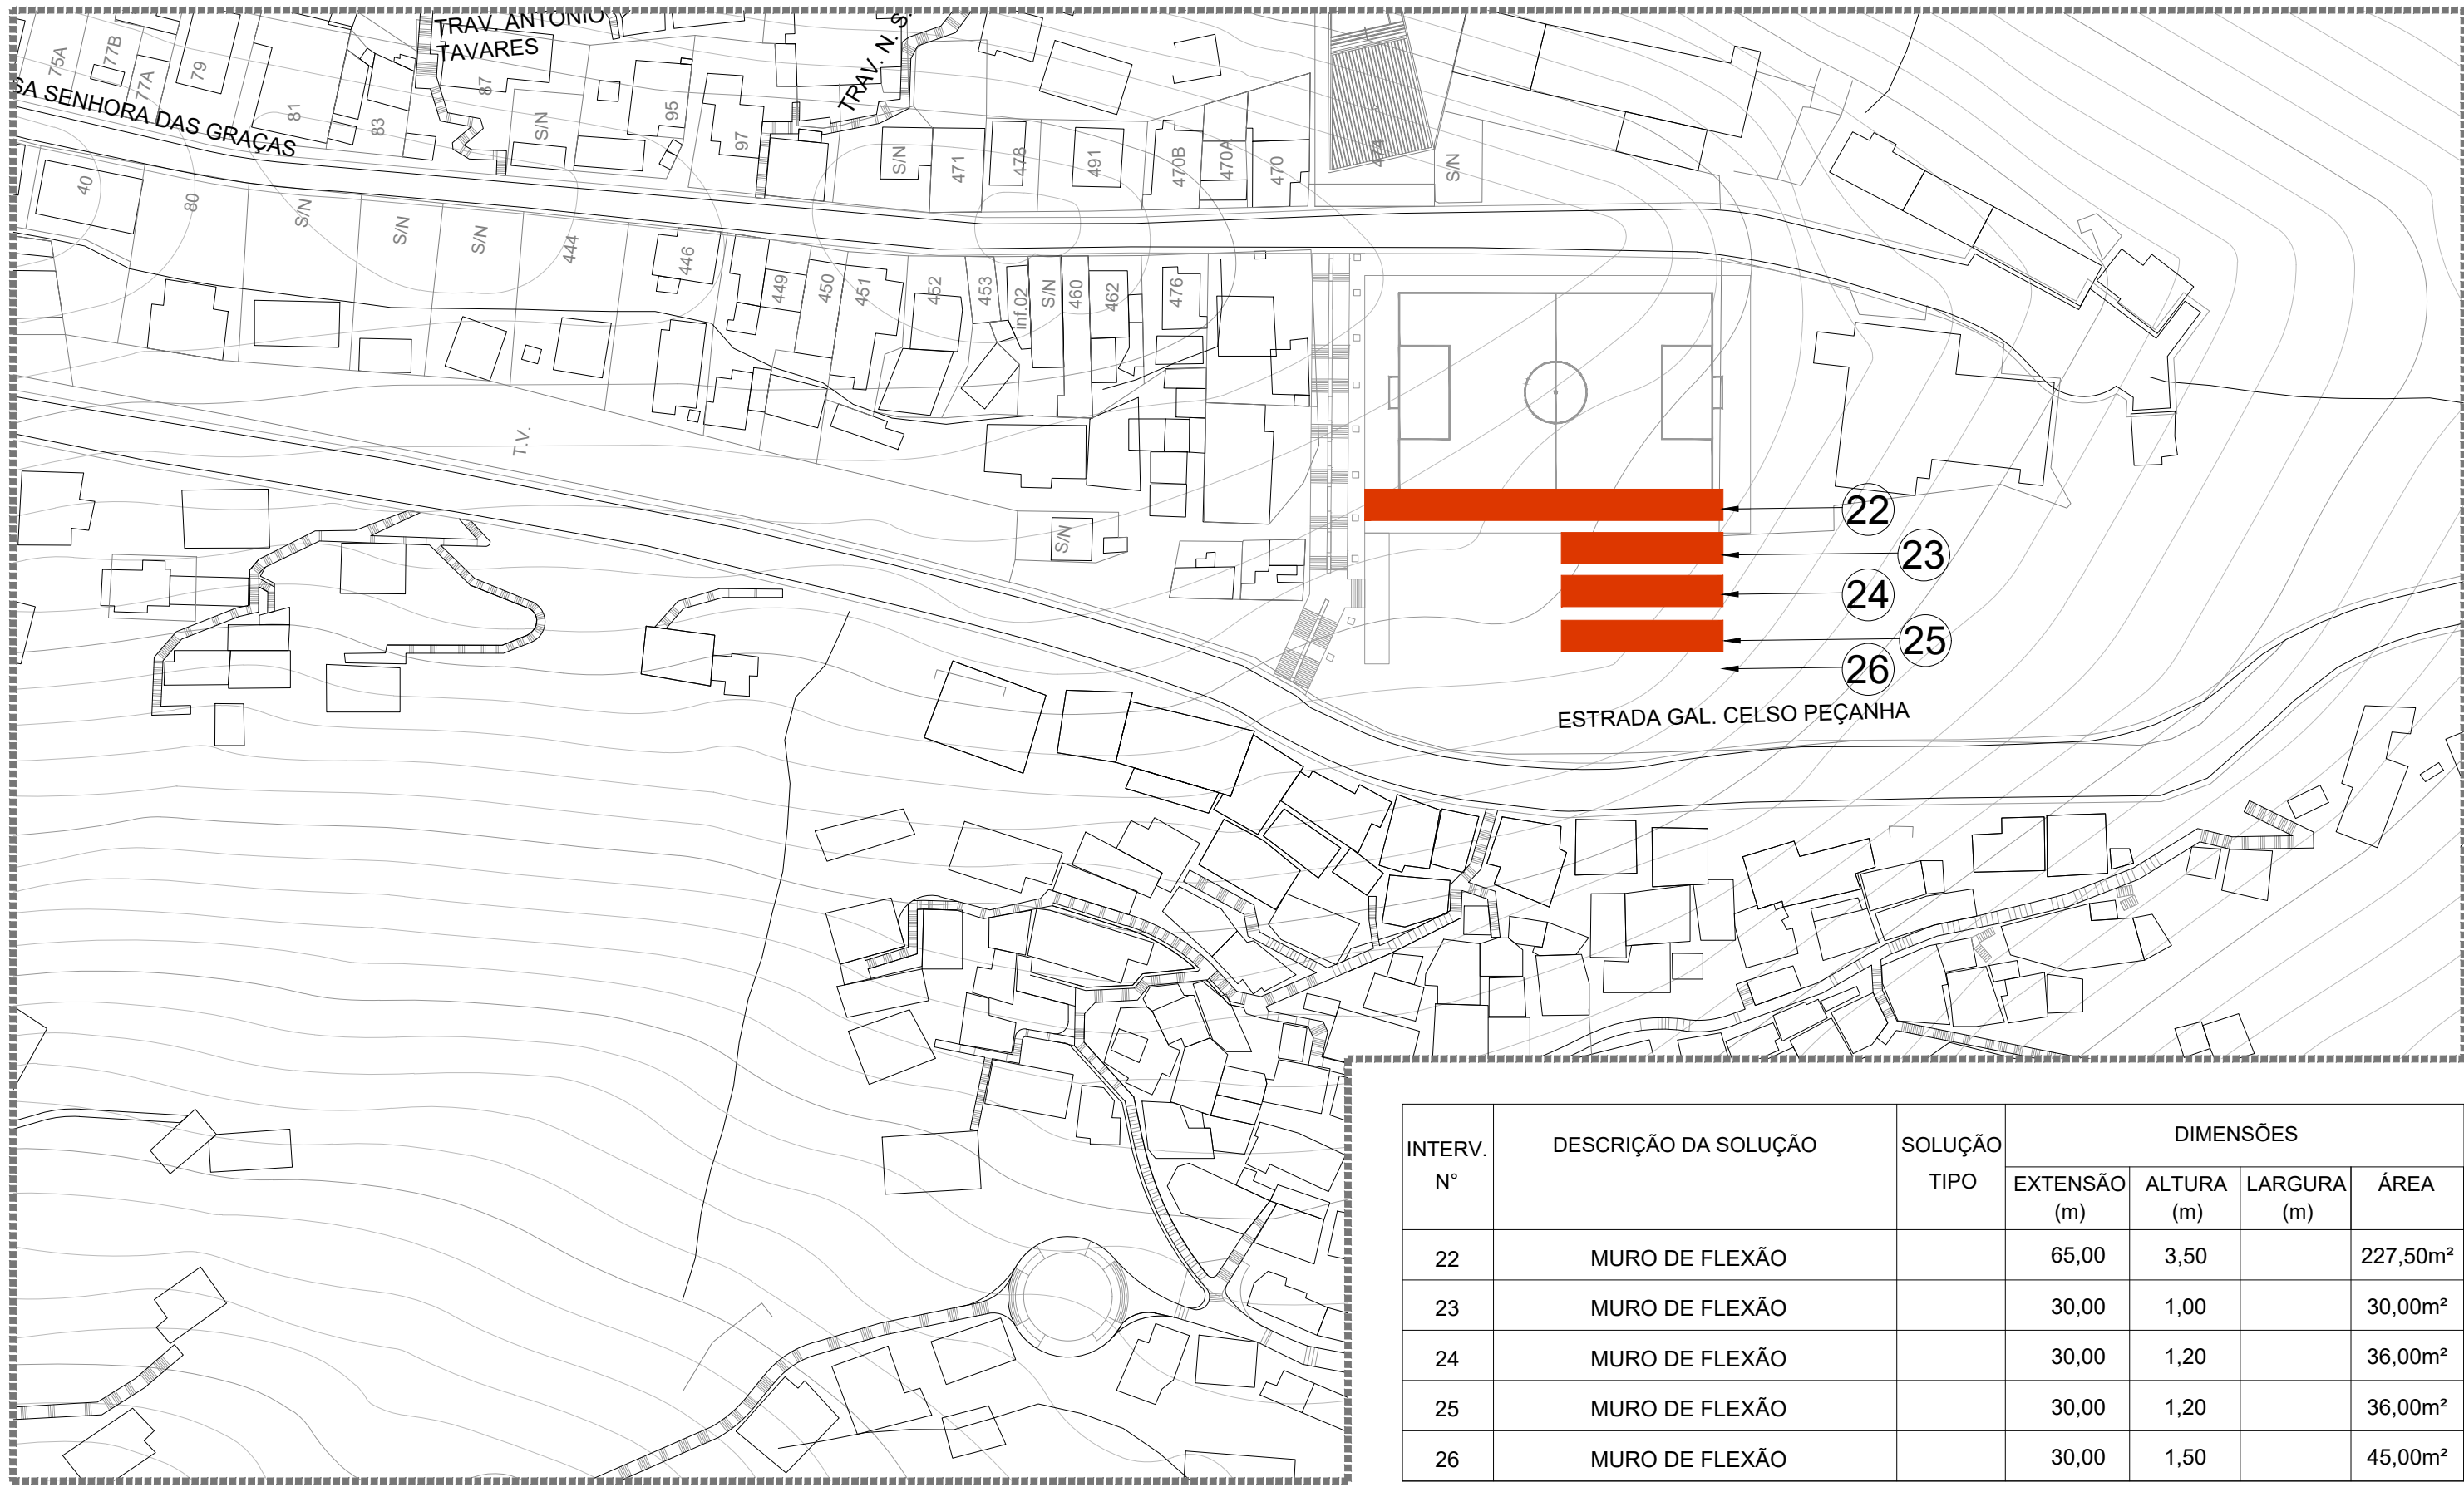 TRAV. ANTONIO
TAVARES
TRAV. N. S.
SA SENHORA DAS GRAÇAS
75A
77B
77A
79
81
83
87
S/N
95
97
S/N
471
478
491
470B
470A
470
474
S/N
40
80
S/N
S/N
S/N
444
446
449
450
451
452
453
inf.02
S/N
460
462
476
T.V.
S/N
22
23
24
25
26
ESTRADA GAL. CELSO PEÇANHA
INTERV. N° DESCRIÇÃO DA SOLUÇÃO SOLUÇÃO TIPO DIMENSÕES
EXTENSÃO (m) ALTURA (m) LARGURA (m) ÁREA
22 MURO DE FLEXÃO 65,00 3,50 227,50m²
23 MURO DE FLEXÃO 30,00 1,00 30,00m²
24 MURO DE FLEXÃO 30,00 1,20 36,00m²
25 MURO DE FLEXÃO 30,00 1,20 36,00m²
26 MURO DE FLEXÃO 30,00 1,50 45,00m²